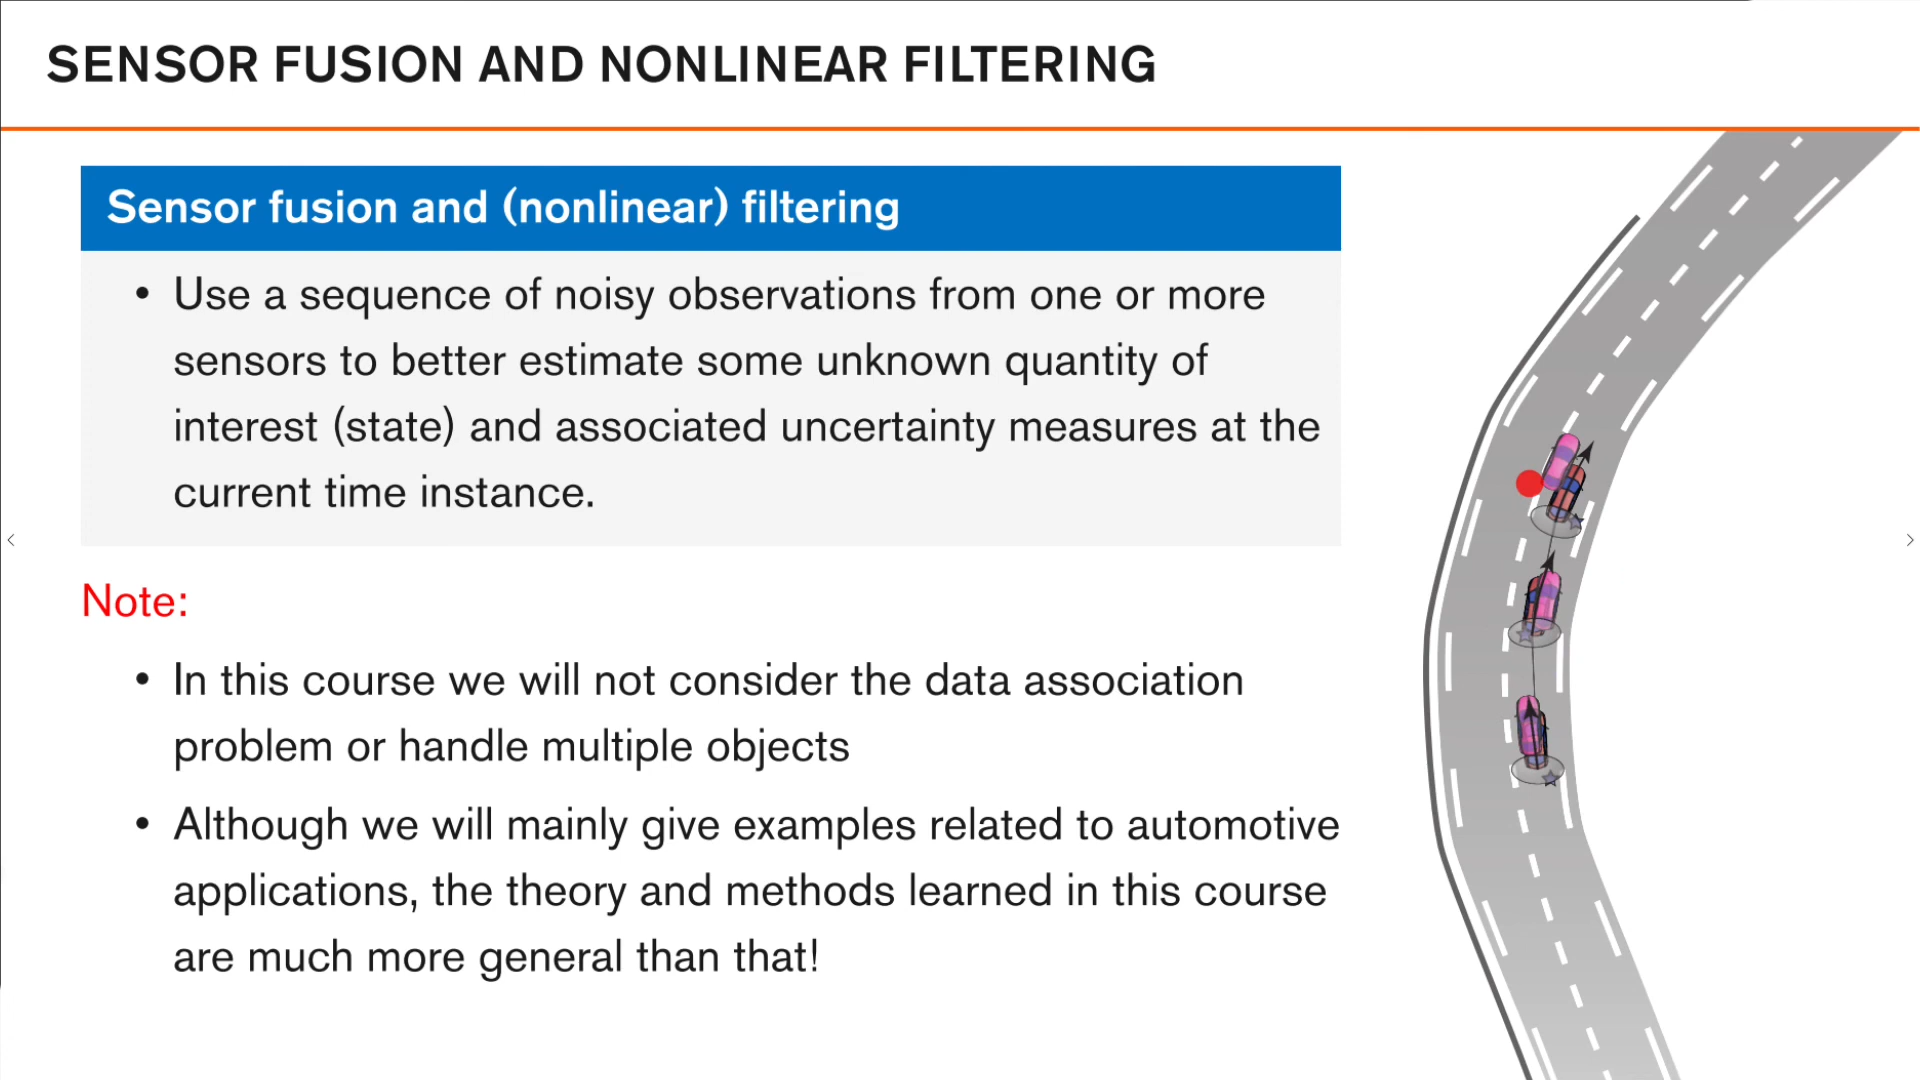 SENSOR FUSION AND NONLINEAR FILTERING
Sensor fusion and (nonlinear) filtering
• Use a sequence of noisy observations from one or more
sensors to better estimate some unknown quantity of
interest (state) and associated uncertainty measures at the
current time instance.
Note:
• In this course we will not consider the data association
problem or handle multiple objects
• Although we will mainly give examples related to automotive
applications, the theory and methods learned in this course
are much more general than that!